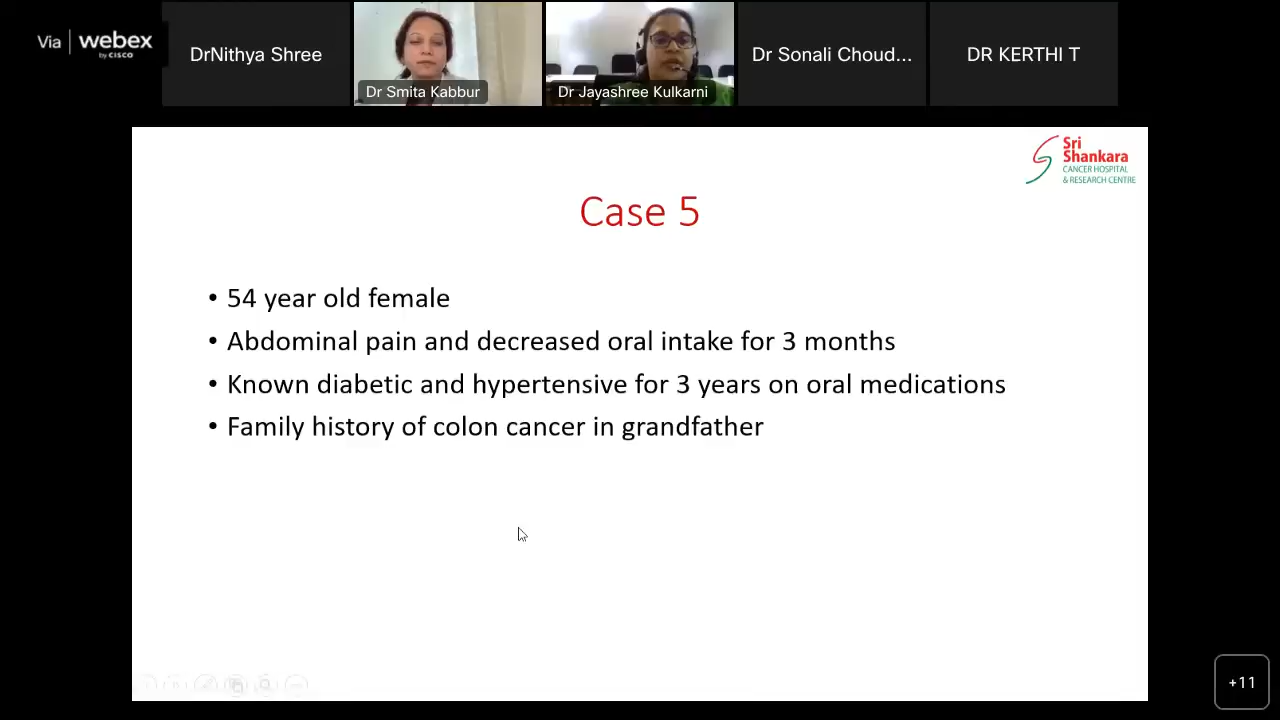 Via webex
by CISCO
DrNithya Shree
Dr Smita Kabbur
Dr Jayashree Kulkarni
Dr Sonali Choud...
DR KERTHI T
Sri
Shankara
CANCER HOSPITAL
& RESEARCH CENTRE
Case 5
• 54 year old female
• Abdominal pain and decreased oral intake for 3 months
• Known diabetic and hypertensive for 3 years on oral medications
• Family history of colon cancer in grandfather
+11